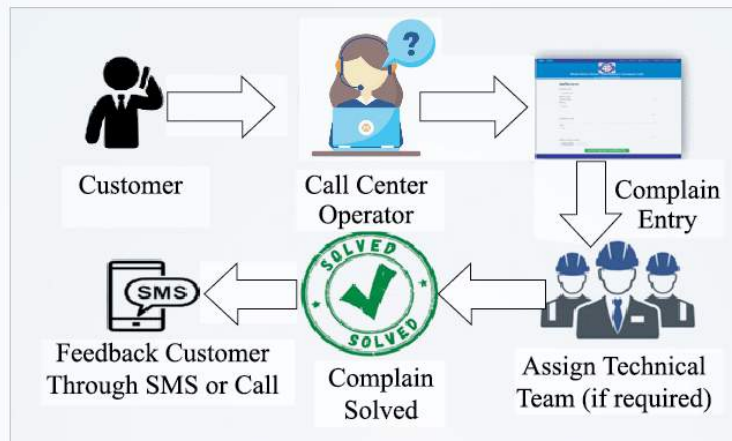 ?
Customer
Call Center
Operator
Complain
Entry
SOLVED
SOLVED
SMS
Feedback Customer
Through SMS or Call
Complain
Solved
Assign Technical
Team (if required)